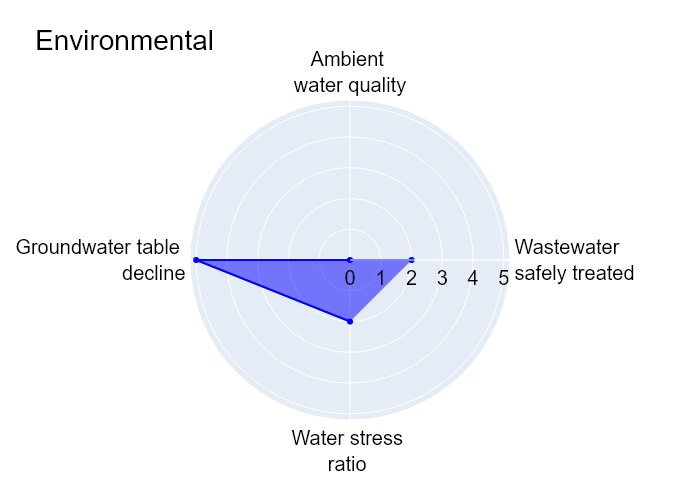 Environmental
Ambient
water quality
Groundwater table
decline
Wastewater
safely treated
0 1 2 3 4 5
Water stress
ratio